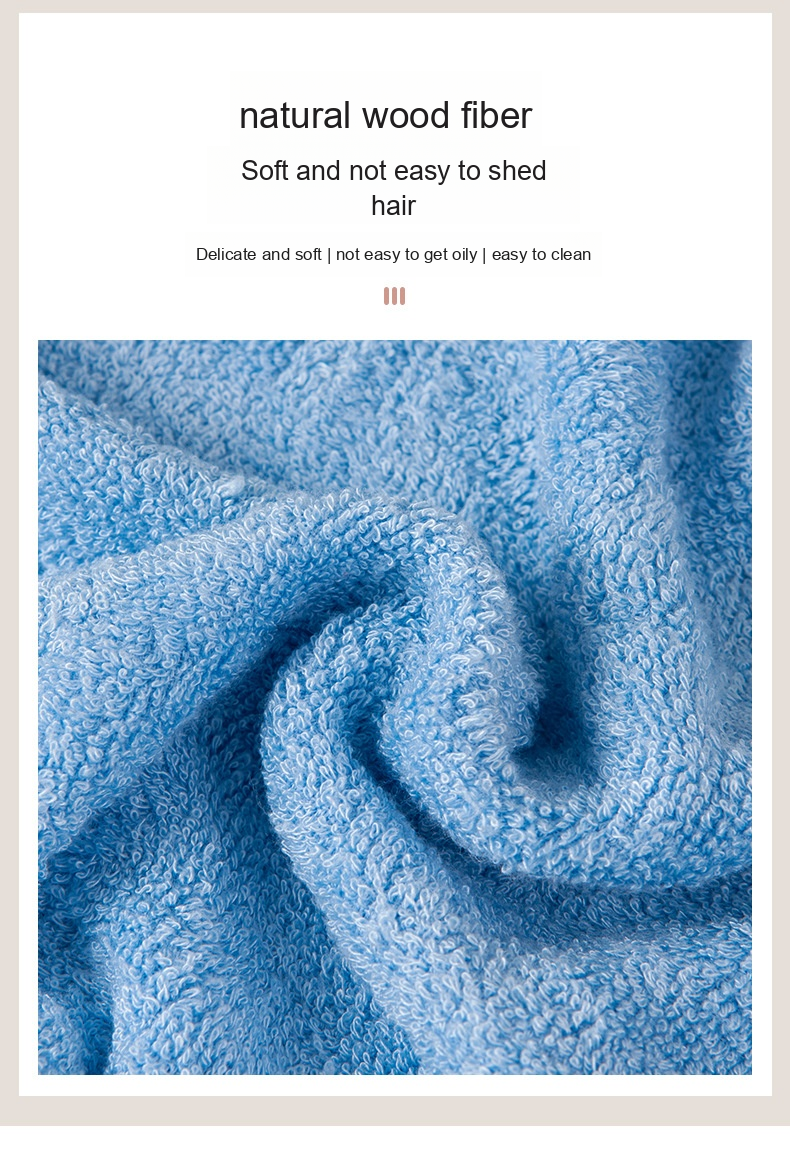 natural wood fiber
Soft and not easy to shed
hair
Delicate and soft | not easy to get oily | easy to clean